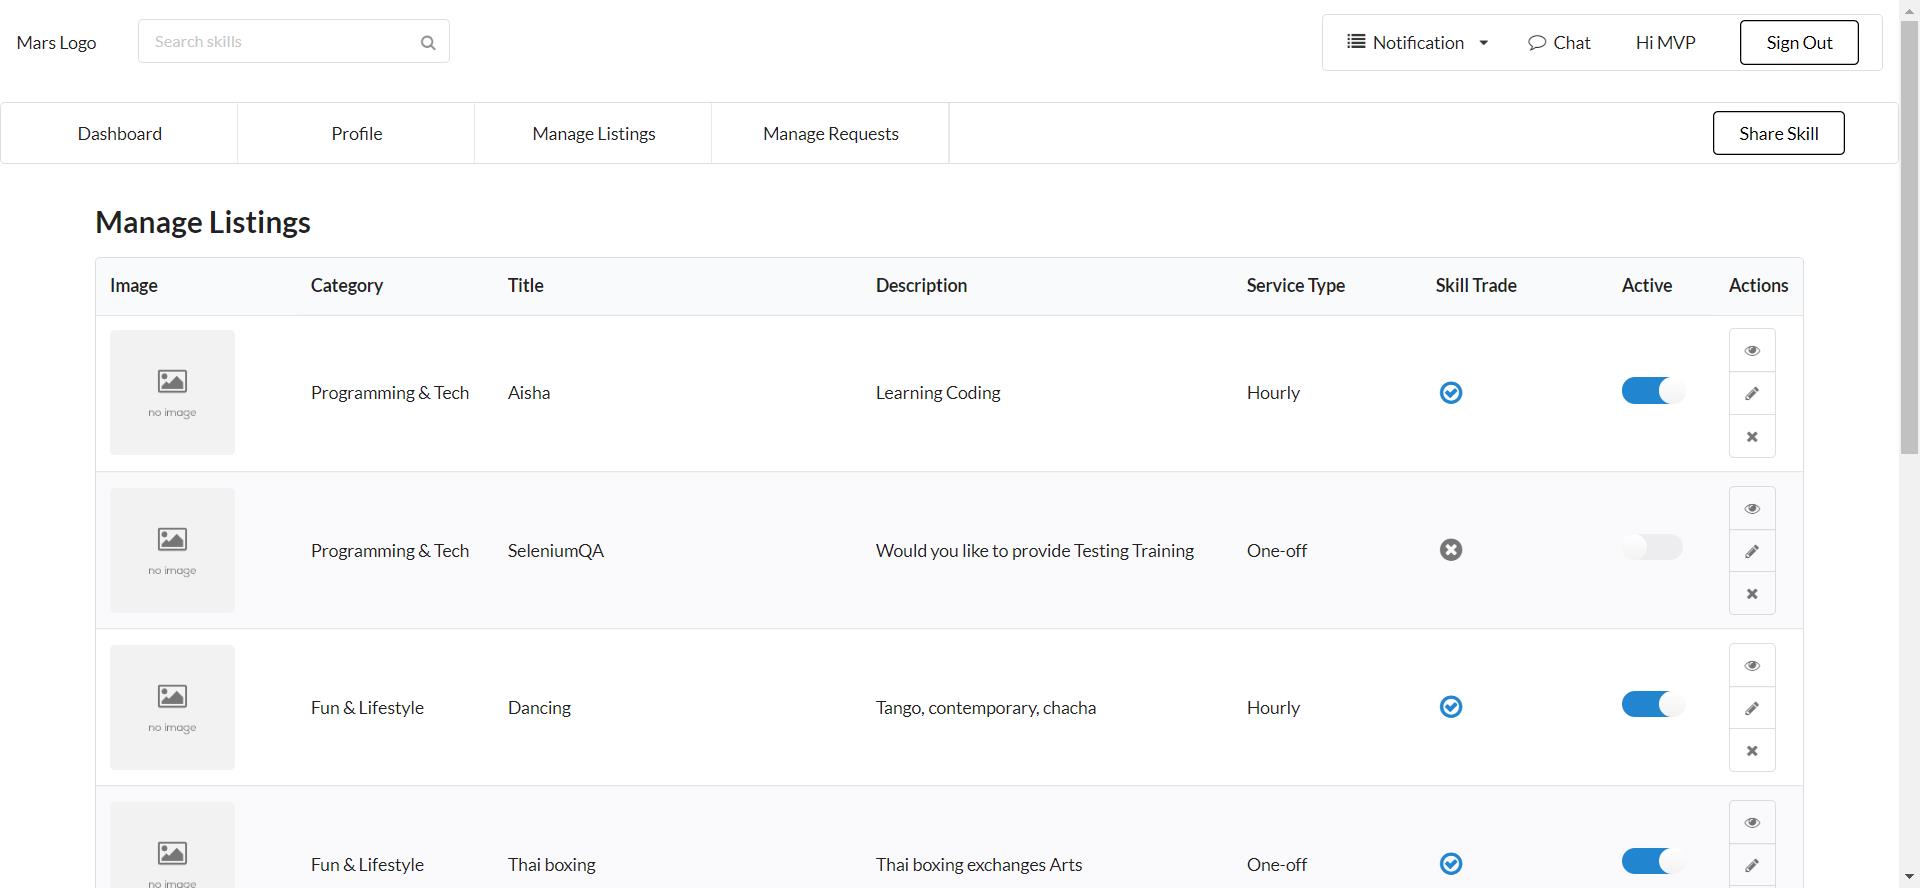 Mars Logo Search skills Notification Chat Hi MVP Sign Out
Dashboard Profile Manage Listings Manage Requests Share Skill
Manage Listings
Image Category Title Description Service Type Skill Trade Active Actions
no image
Programming & Tech Aisha Learning Coding Hourly
no image
Programming & Tech SeleniumQA Would you like to provide Testing Training One-off
no image
Fun & Lifestyle Dancing Tango, contemporary, chacha Hourly
no image
Fun & Lifestyle Thai boxing Thai boxing exchanges Arts One-off